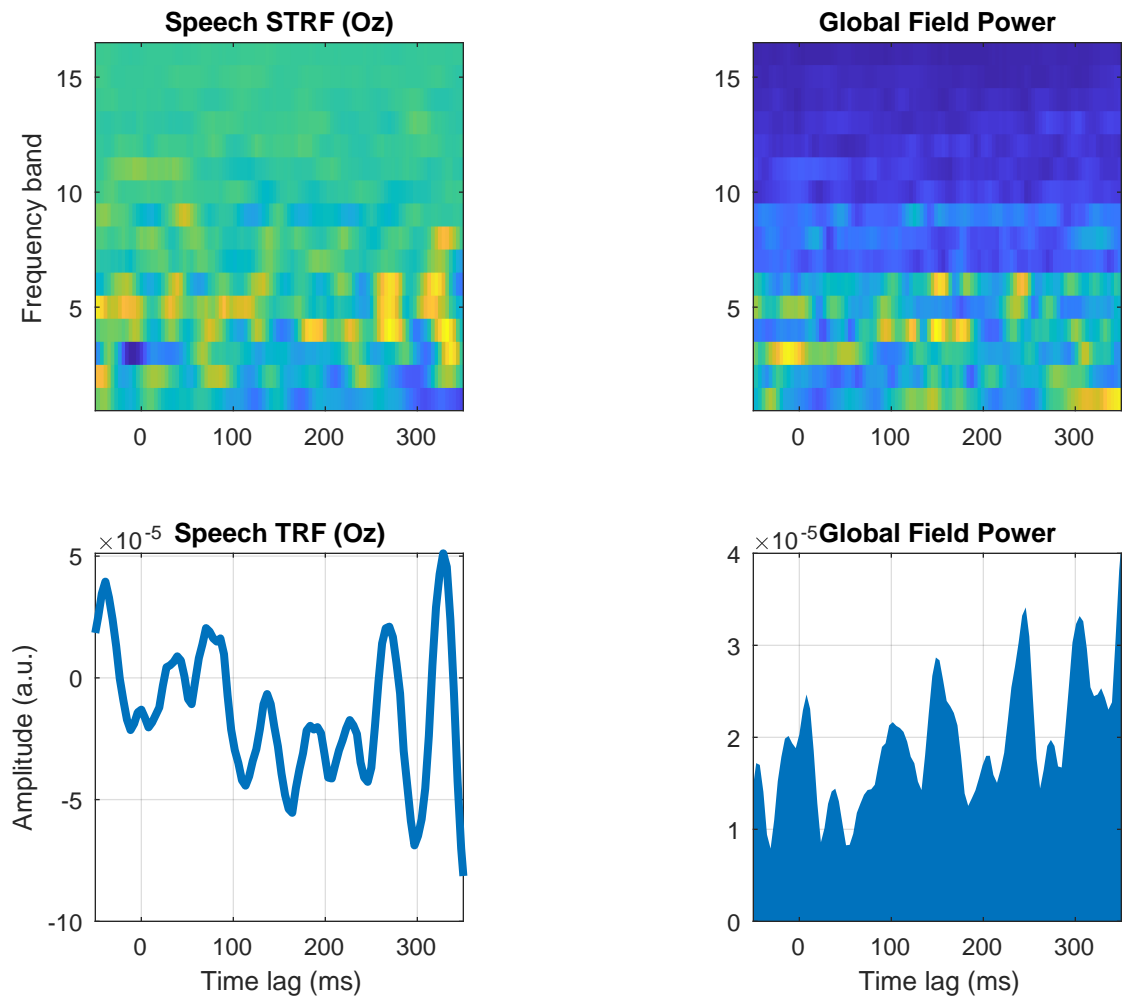 Speech STRF (Oz)
Frequency band
15
10
5
0 100 200 300
Global Field Power
15
10
5
0 100 200 300
×10⁻⁵ Speech TRF (Oz)
Amplitude (a.u.)
5
0
-5
-10
0 100 200 300
Time lag (ms)
×10⁻⁵ Global Field Power
4
3
2
1
0
0 100 200 300
Time lag (ms)